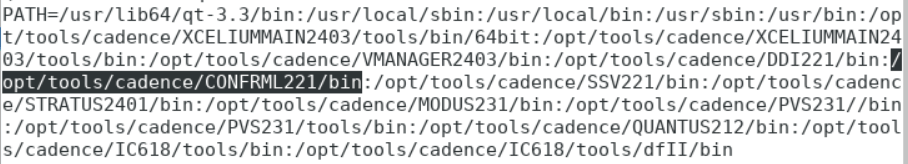 PATH=/usr/lib64/qt-3.3/bin:/usr/local/sbin:/usr/local/bin:/usr/sbin:/usr/bin:/op
t/tools/cadence/XCELIUMMAIN2403/tools/bin/64bit:/opt/tools/cadence/XCELIUMMAIN24
03/tools/bin:/opt/tools/cadence/VMANAGER2403/bin:/opt/tools/cadence/DDI221/bin:/
opt/tools/cadence/CONFRML221/bin:/opt/tools/cadence/SSV221/bin:/opt/tools/cadenc
e/STRATUS2401/bin:/opt/tools/cadence/MODUS231/bin:/opt/tools/cadence/PVS231//bin
:/opt/tools/cadence/PVS231/tools/bin:/opt/tools/cadence/QUANTUS212/bin:/opt/tool
s/cadence/IC618/tools/bin:/opt/tools/cadence/IC618/tools/dfII/bin